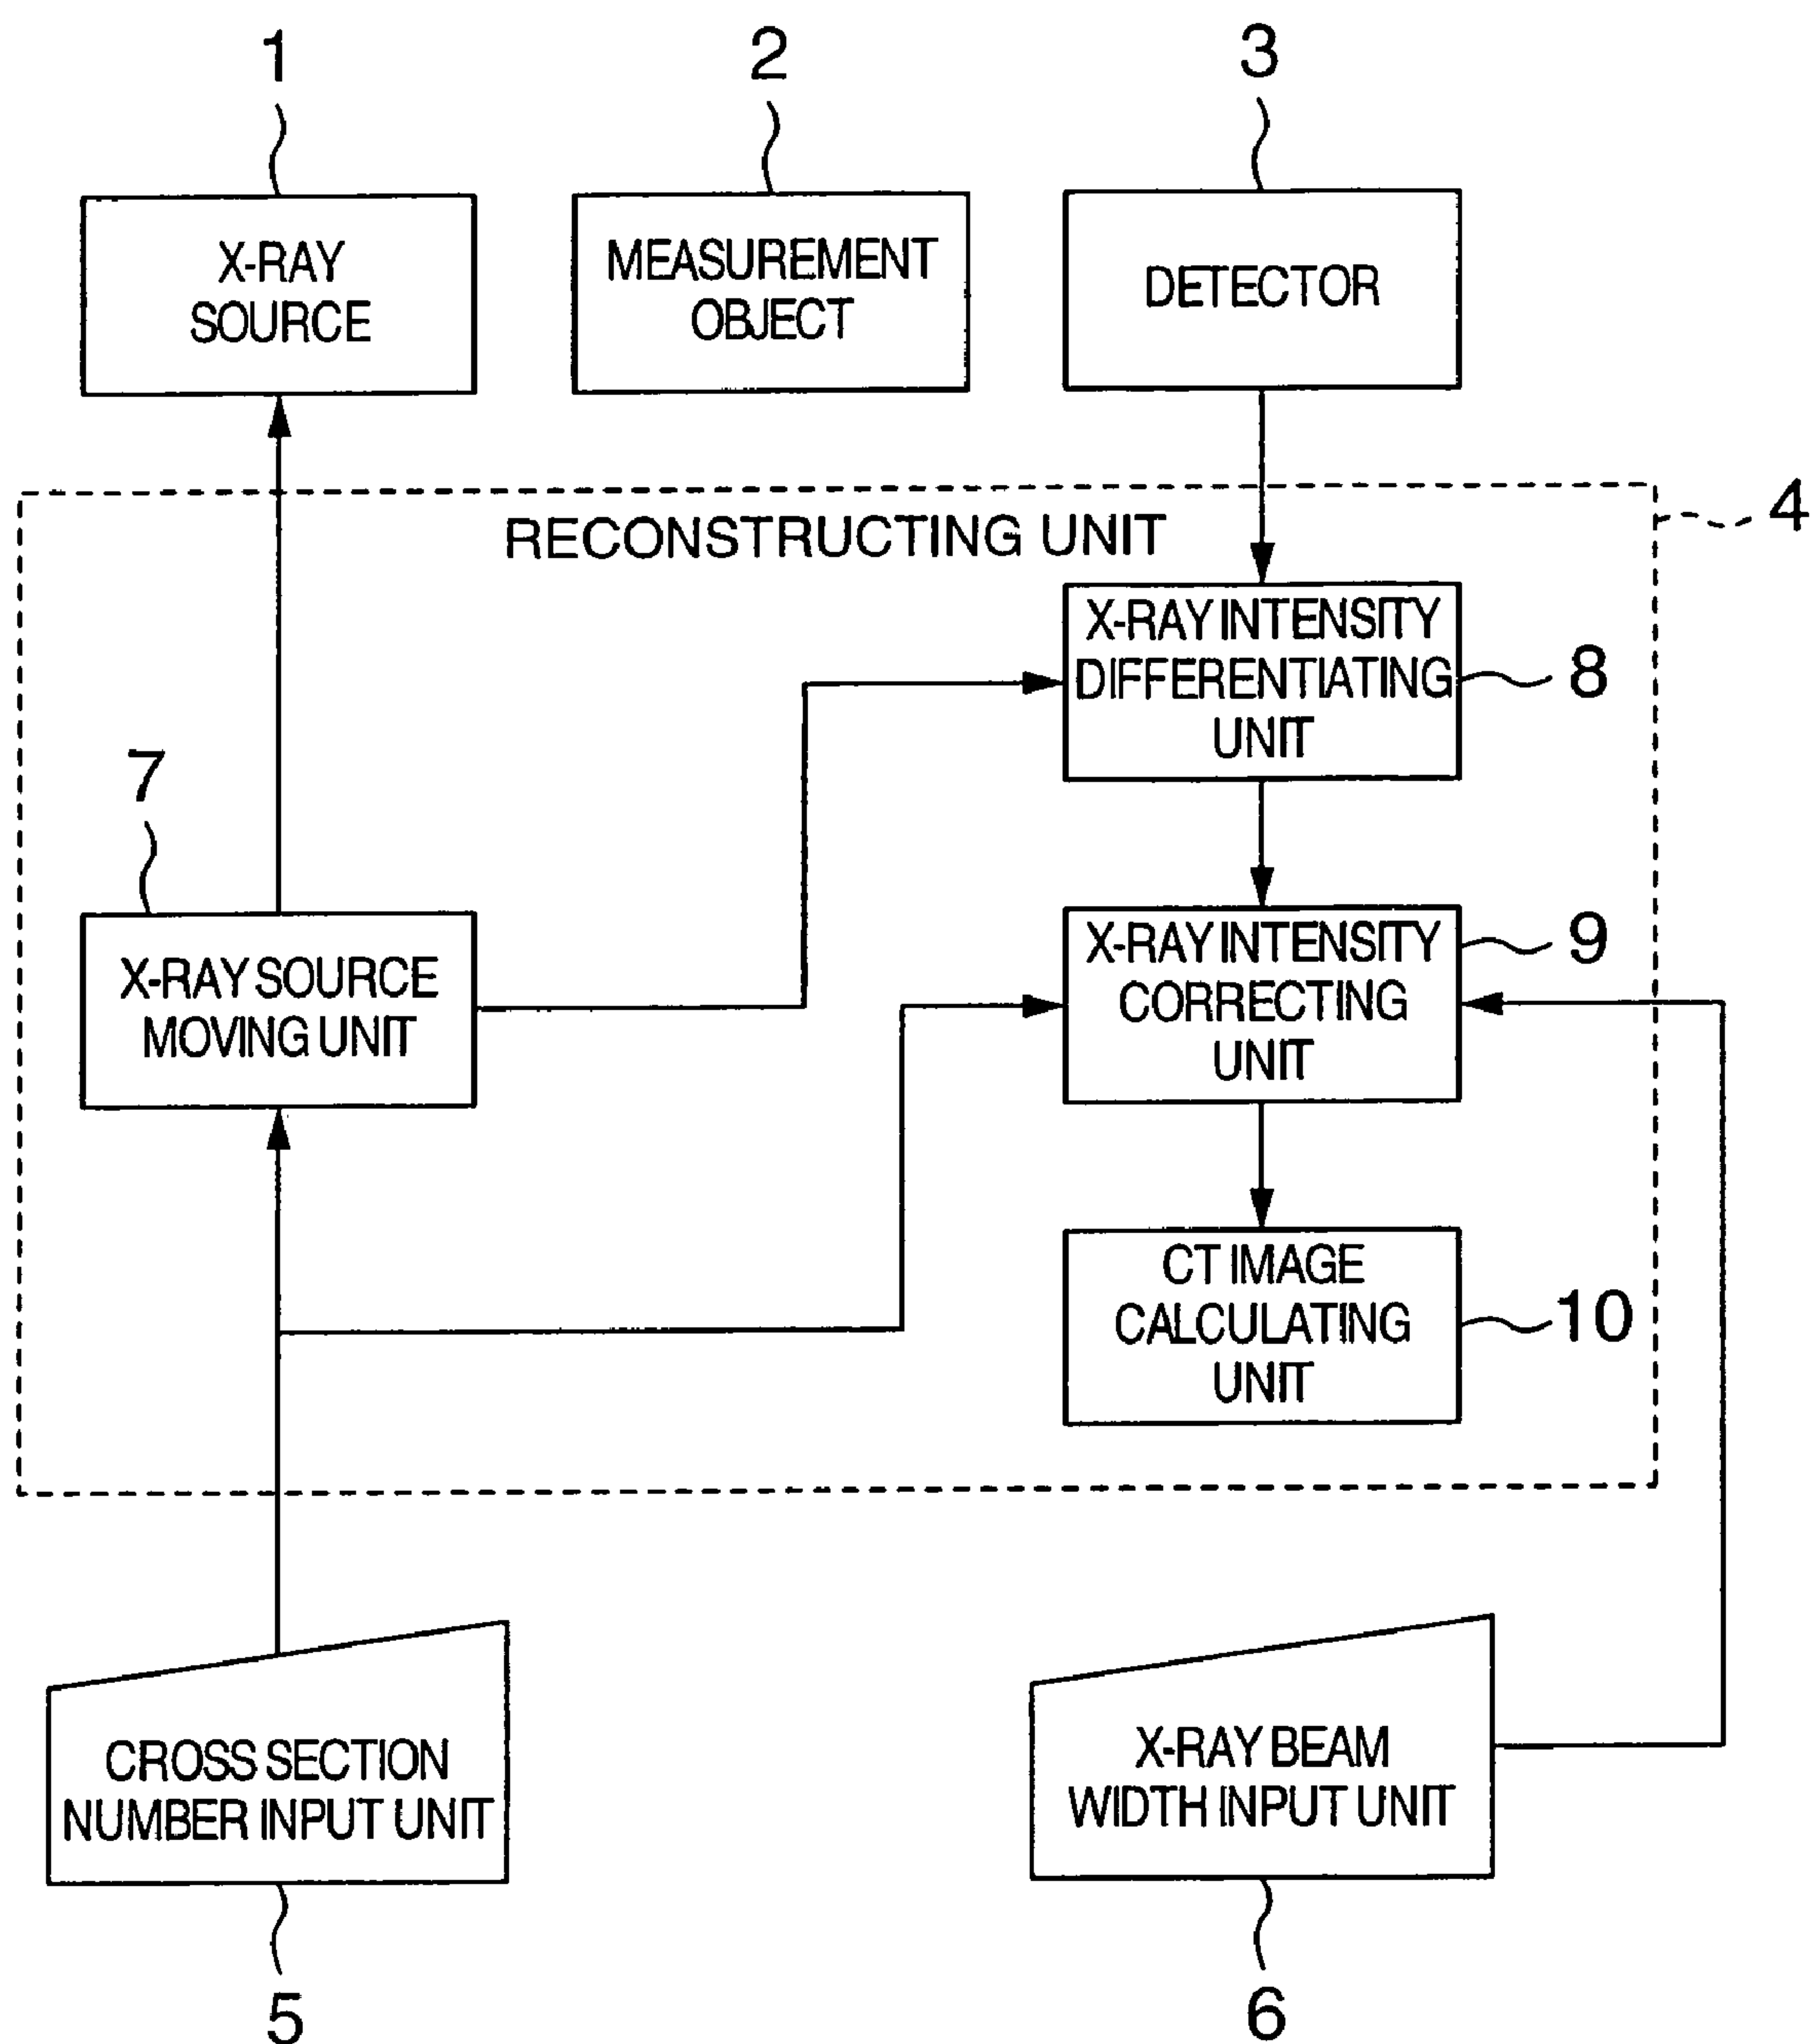 1
2
3
X-RAY
SOURCE
MEASUREMENT
OBJECT
DETECTOR
4
RECONSTRUCTING UNIT
X-RAY INTENSITY
DIFFERENTIATING
UNIT
8
7
X-RAY SOURCE
MOVING UNIT
X-RAY INTENSITY
CORRECTING
UNIT
9
CT IMAGE
CALCULATING
UNIT
10
CROSS SECTION
NUMBER INPUT UNIT
X-RAY BEAM
WIDTH INPUT UNIT
5
6